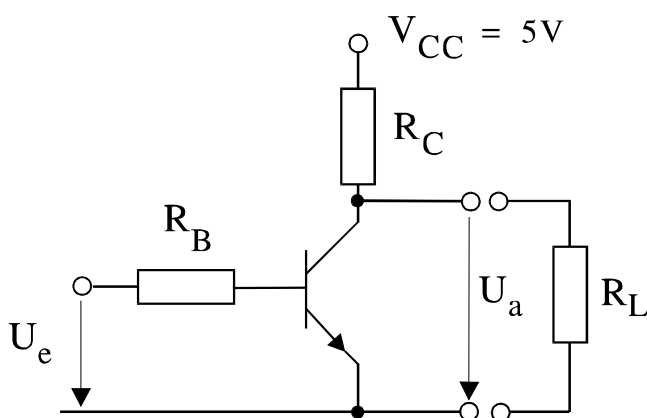 V_CC = 5V
R_C
R_B
U_a
R_L
U_e